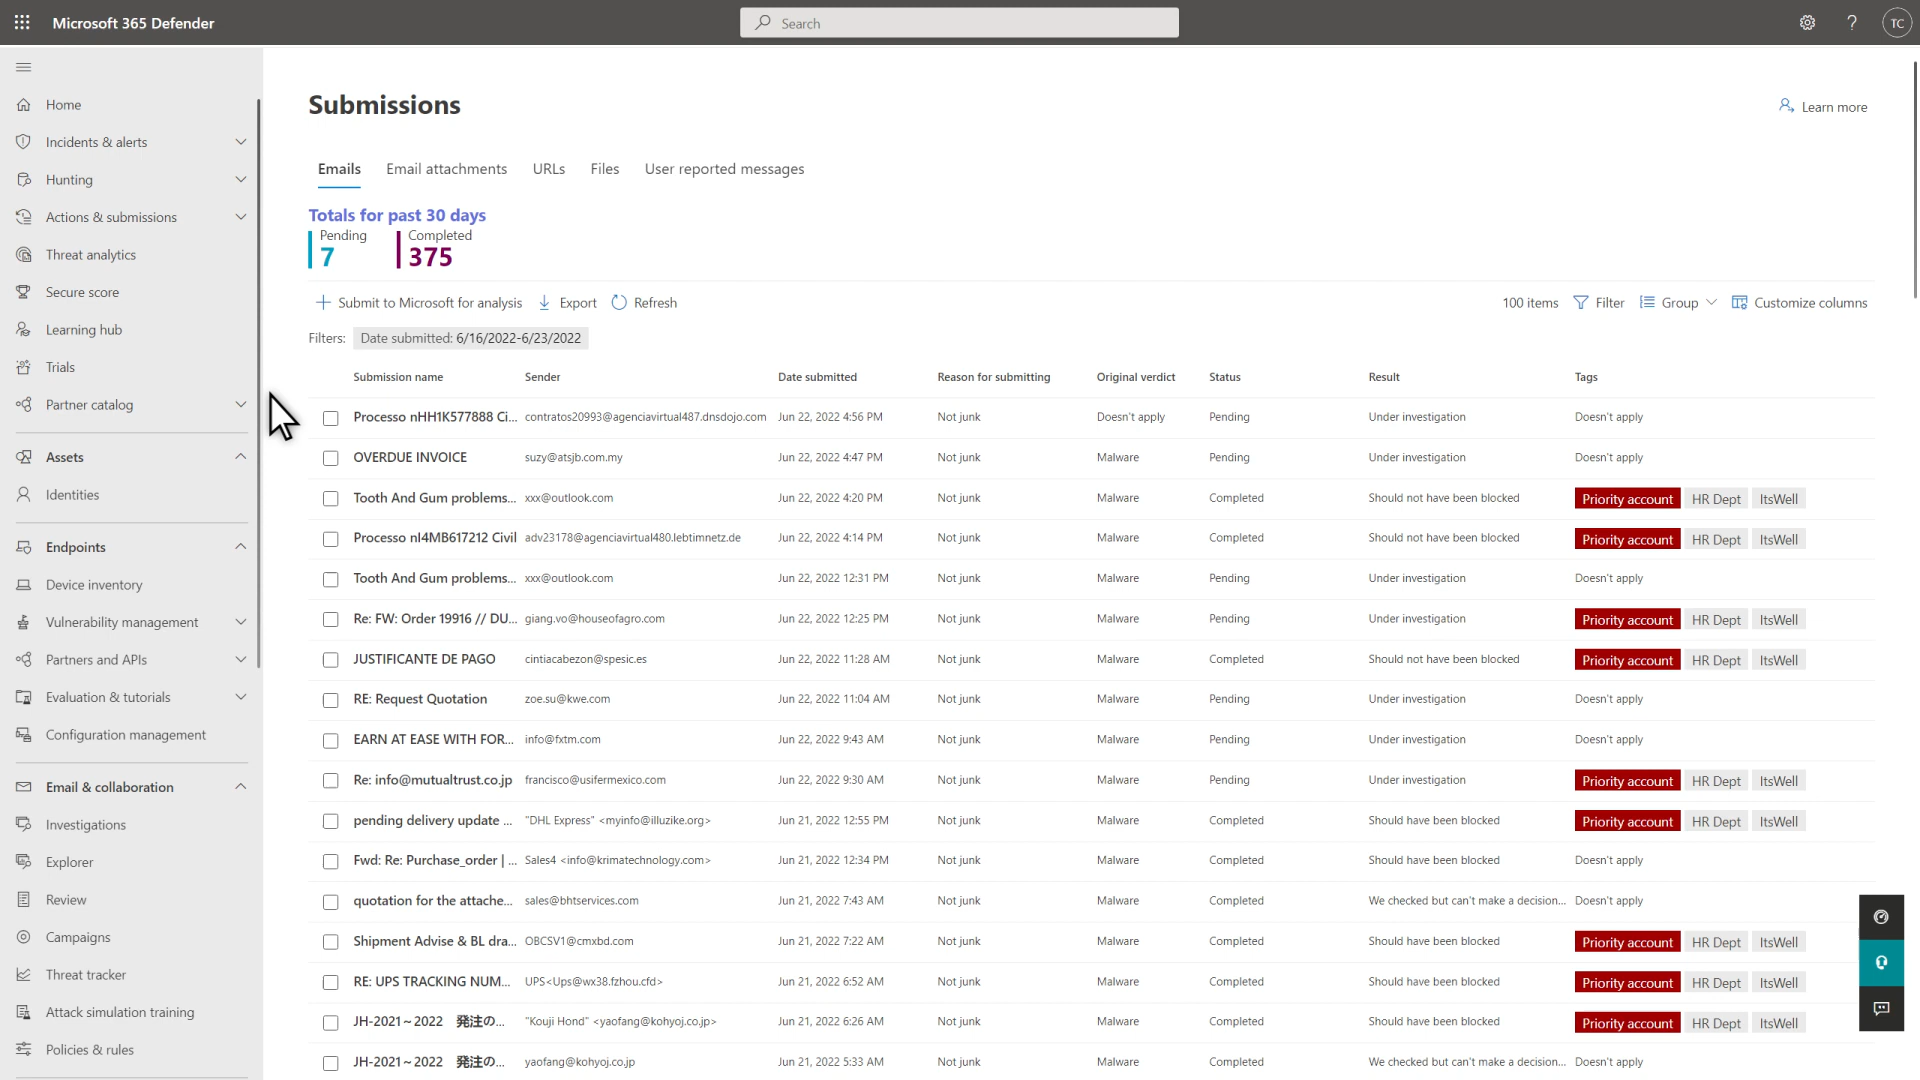 Microsoft 365 Defender
Search
TC
Home
Incidents & alerts
Hunting
Actions & submissions
Threat analytics
Secure score
Learning hub
Trials
Partner catalog
Assets
Identities
Endpoints
Device inventory
Vulnerability management
Partners and APIs
Evaluation & tutorials
Configuration management
Email & collaboration
Investigations
Explorer
Review
Campaigns
Threat tracker
Attack simulation training
Policies & rules
Submissions
Learn more
Emails Email attachments URLs Files User reported messages
Totals for past 30 days
Pending Completed
7 375
Submit to Microsoft for analysis Export Refresh 100 items Filter Group Customize columns
Filters: Date submitted: 6/16/2022-6/23/2022
Submission name Sender Date submitted Reason for submitting Original verdict Status Result Tags
Processo nHH1K577888 Ci... contratos20993@agenciavirtual487.dnsdojo.com Jun 22, 2022 4:56 PM Not junk Doesn't apply Pending Under investigation Doesn't apply
OVERDUE INVOICE suzy@atsjb.com.my Jun 22, 2022 4:47 PM Not junk Malware Pending Under investigation Doesn't apply
Tooth And Gum problems... xxx@outlook.com Jun 22, 2022 4:20 PM Not junk Malware Completed Should not have been blocked Priority account HR Dept ItsWell
Processo nI4MB617212 Civil adv23178@agenciavirtual480.lebtimnetz.de Jun 22, 2022 4:14 PM Not junk Malware Completed Should not have been blocked Priority account HR Dept ItsWell
Tooth And Gum problems... xxx@outlook.com Jun 22, 2022 12:31 PM Not junk Malware Pending Under investigation Doesn't apply
Re: FW: Order 19916 // DU... giang.vo@houseofagro.com Jun 22, 2022 12:25 PM Not junk Malware Pending Under investigation Priority account HR Dept ItsWell
JUSTIFICANTE DE PAGO cintiacabezon@spesic.es Jun 22, 2022 11:28 AM Not junk Malware Completed Should not have been blocked Priority account HR Dept ItsWell
RE: Request Quotation zoe.su@kwe.com Jun 22, 2022 11:04 AM Not junk Malware Pending Under investigation Doesn't apply
EARN AT EASE WITH FOR... info@fxtm.com Jun 22, 2022 9:43 AM Not junk Malware Pending Under investigation Doesn't apply
Re: info@mutualtrust.co.jp francisco@usifermexico.com Jun 22, 2022 9:30 AM Not junk Malware Pending Under investigation Priority account HR Dept ItsWell
pending delivery update ... "DHL Express" <myinfo@illuzike.org> Jun 21, 2022 12:55 PM Not junk Malware Completed Should have been blocked Priority account HR Dept ItsWell
Fwd: Re: Purchase_order | ... Sales4 <info@krimatechnology.com> Jun 21, 2022 12:34 PM Not junk Malware Completed Should have been blocked Doesn't apply
quotation for the attache... sales@bhtservices.com Jun 21, 2022 7:43 AM Not junk Malware Completed We checked but can't make a decision... Doesn't apply
Shipment Advise & BL dra... OBCSV1@cmxbd.com Jun 21, 2022 7:22 AM Not junk Malware Completed Should have been blocked Priority account HR Dept ItsWell
RE: UPS TRACKING NUM... UPS<Ups@wx38.fzhou.cfd> Jun 21, 2022 6:52 AM Not junk Malware Completed Should have been blocked Priority account HR Dept ItsWell
JH-2021～2022 発注の... "Kouji Hond" <yaofang@kohyoj.co.jp> Jun 21, 2022 6:26 AM Not junk Malware Completed Should have been blocked Priority account HR Dept ItsWell
JH-2021～2022 発注の... yaofang@kohyoj.co.jp Jun 21, 2022 5:33 AM Not junk Malware Completed We checked but can't make a decision... Doesn't apply